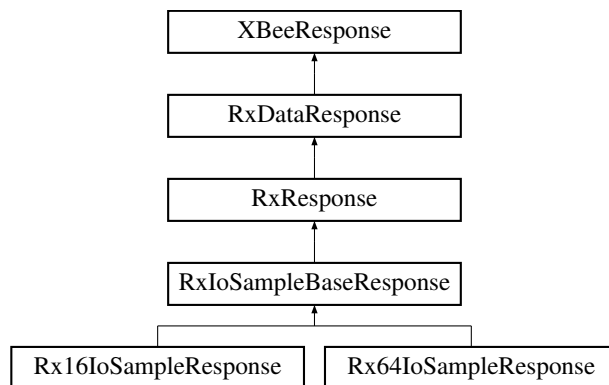 XBeeResponse
RxDataResponse
RxResponse
RxIoSampleBaseResponse
Rx16IoSampleResponse
Rx64IoSampleResponse